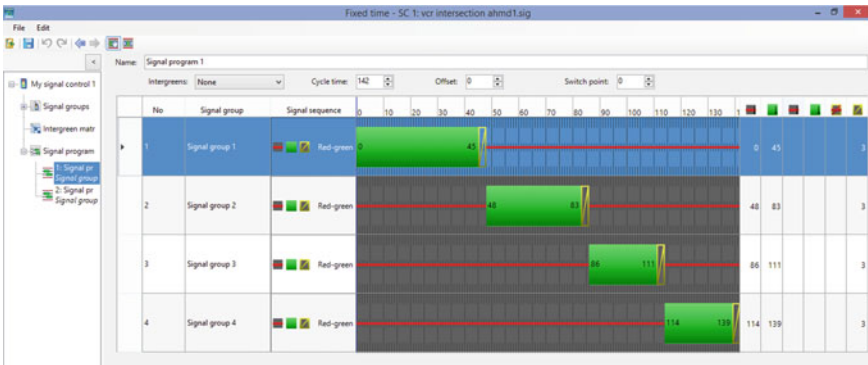 Fixed time - SC 1: vcr intersection ahmd1.sig
File Edit
Name: Signal program 1
My signal control 1
Signal groups
Intergreen matr
Signal program
1: Signal pr
Signal group
2: Signal pr
Signal group
Intergreens: None Cycle time: 142 Offset: 0 Switch point: 0
No Signal group Signal sequence 0 10 20 30 40 50 60 70 80 90 100 110 120 130 1
1 Signal group 1 Red-green 0 45 0 45 3
2 Signal group 2 Red-green 48 83 48 83 3
3 Signal group 3 Red-green 86 111 86 111 3
4 Signal group 4 Red-green 114 139 114 139 3